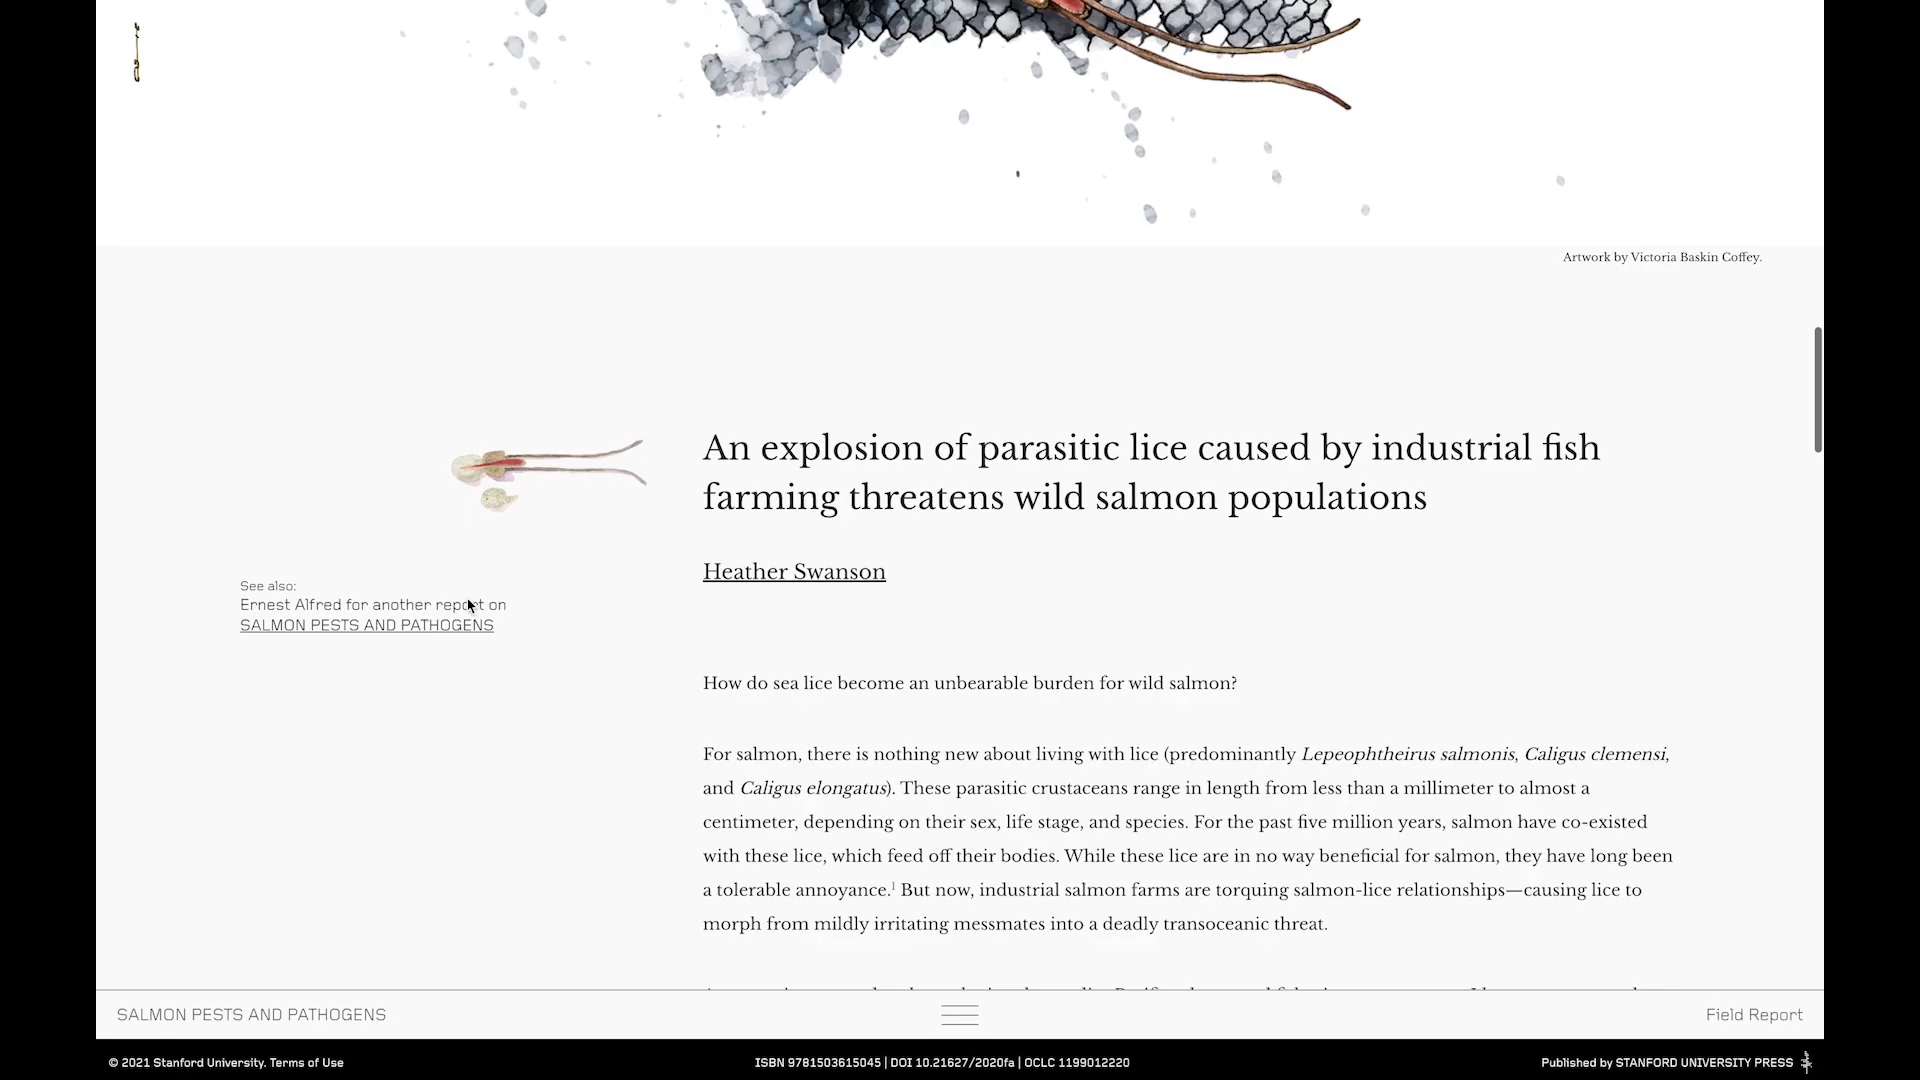 Artwork by Victoria Baskin Coffey.
An explosion of parasitic lice caused by industrial fish
farming threatens wild salmon populations
Heather Swanson
See also:
Ernest Alfred for another report on
SALMON PESTS AND PATHOGENS
How do sea lice become an unbearable burden for wild salmon?
For salmon, there is nothing new about living with lice (predominantly Lepeophtheirus salmonis, Caligus clemensi,
and Caligus elongatus). These parasitic crustaceans range in length from less than a millimeter to almost a
centimeter, depending on their sex, life stage, and species. For the past five million years, salmon have co-existed
with these lice, which feed off their bodies. While these lice are in no way beneficial for salmon, they have long been
a tolerable annoyance.1 But now, industrial salmon farms are torquing salmon-lice relationships—causing lice to
morph from mildly irritating messmates into a deadly transoceanic threat.
SALMON PESTS AND PATHOGENS
Field Report
© 2021 Stanford University. Terms of Use
ISBN 9781503615045 | DOI 10.21627/2020fa | OCLC 1199012220
Published by STANFORD UNIVERSITY PRESS